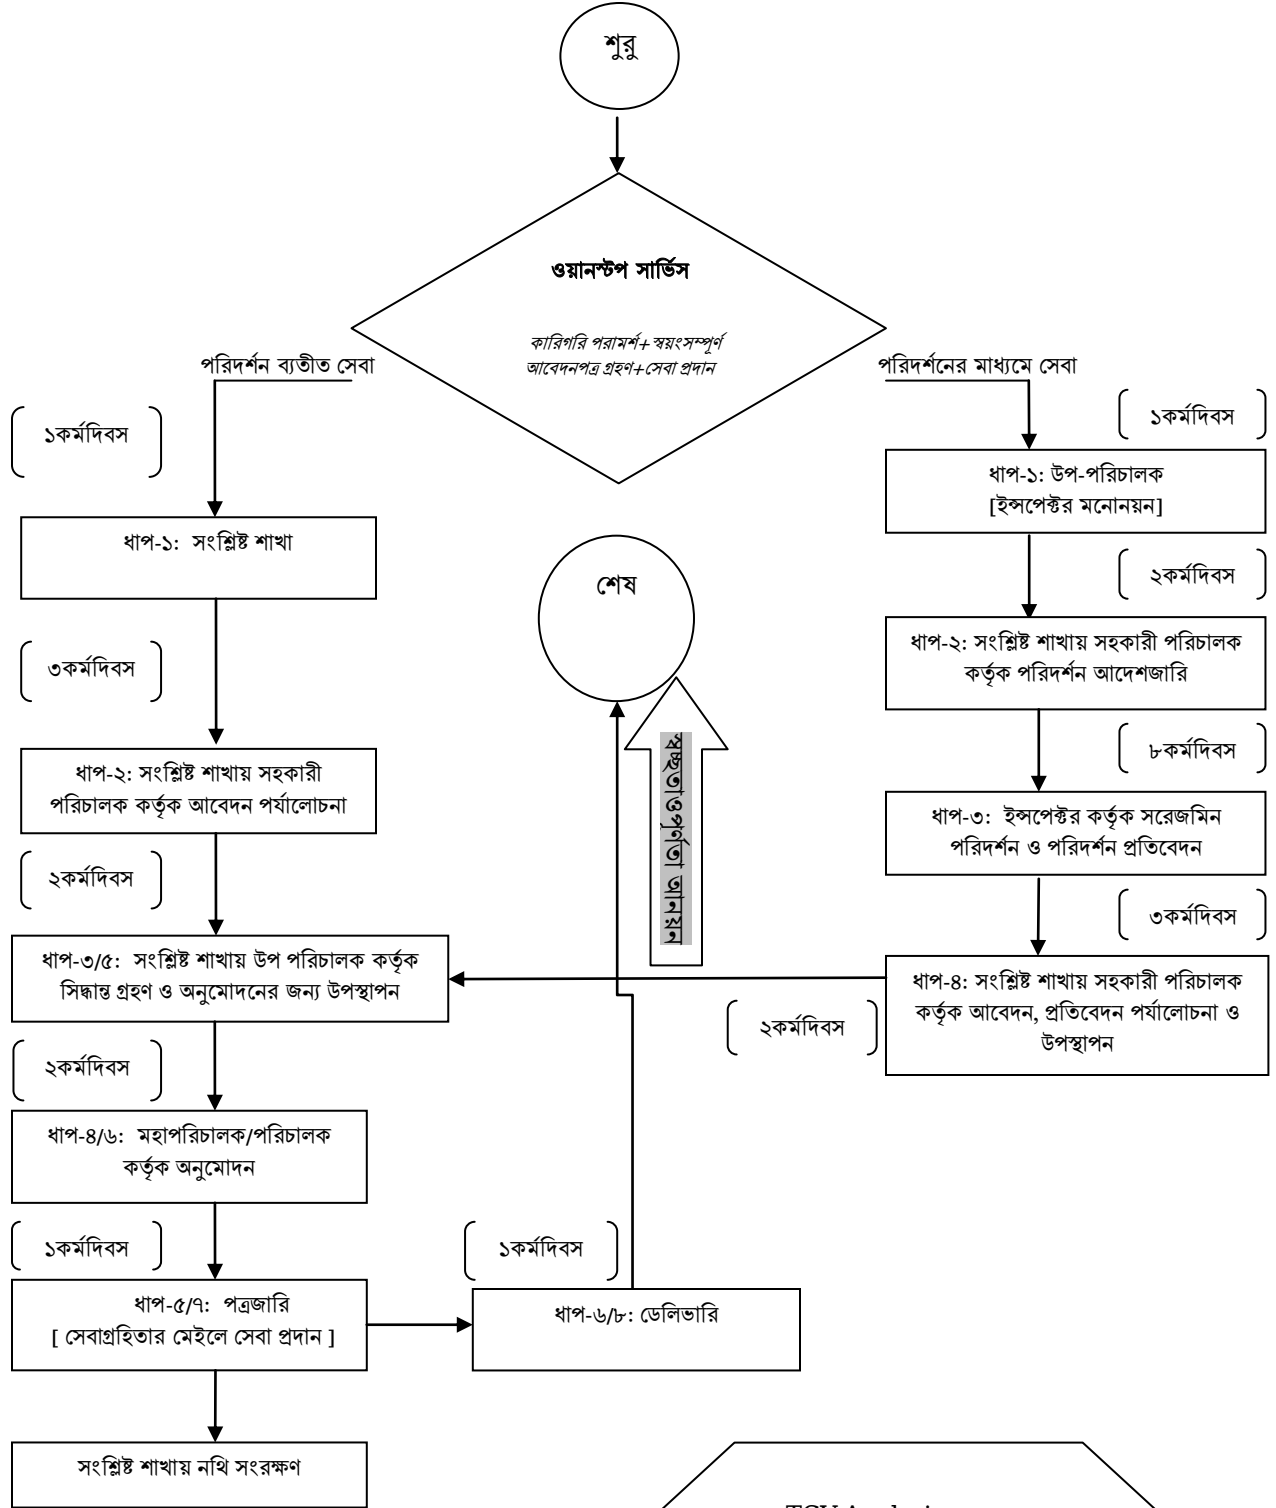 শুরু
ওয়ানস্টপ সার্ভিস
কারিগরি পরামর্শ+স্বয়ংসম্পূর্ণ
আবেদনপত্র গ্রহণ+সেবা প্রদান
পরিদর্শন ব্যতীত সেবা
পরিদর্শনের মাধ্যমে সেবা
১কর্মদিবস
১কর্মদিবস
ধাপ-১: উপ-পরিচালক
[ইন্সপেক্টর মনোনয়ন]
ধাপ-১: সংশ্লিষ্ট শাখা
শেষ
২কর্মদিবস
ধাপ-২: সংশ্লিষ্ট শাখায় সহকারী পরিচালক
কর্তৃক পরিদর্শন আদেশজারি
৩কর্মদিবস
৮কর্মদিবস
ধাপ-২: সংশ্লিষ্ট শাখায় সহকারী
পরিচালক কর্তৃক আবেদন পর্যালোচনা
স্বচ্ছতাওপূর্ণতা আনয়ন
ধাপ-৩: ইন্সপেক্টর কর্তৃক সরেজমিন
পরিদর্শন ও পরিদর্শন প্রতিবেদন
২কর্মদিবস
৩কর্মদিবস
ধাপ-৩/৫: সংশ্লিষ্ট শাখায় উপ পরিচালক কর্তৃক
সিদ্ধান্ত গ্রহণ ও অনুমোদনের জন্য উপস্থাপন
ধাপ-৪: সংশ্লিষ্ট শাখায় সহকারী পরিচালক
কর্তৃক আবেদন, প্রতিবেদন পর্যালোচনা ও
উপস্থাপন
২কর্মদিবস
২কর্মদিবস
ধাপ-৪/৬: মহাপরিচালক/পরিচালক
কর্তৃক অনুমোদন
১কর্মদিবস
১কর্মদিবস
ধাপ-৫/৭: পত্রজারি
[ সেবাগ্রহিতার মেইলে সেবা প্রদান ]
ধাপ-৬/৮: ডেলিভারি
সংশ্লিষ্ট শাখায় নথি সংরক্ষণ